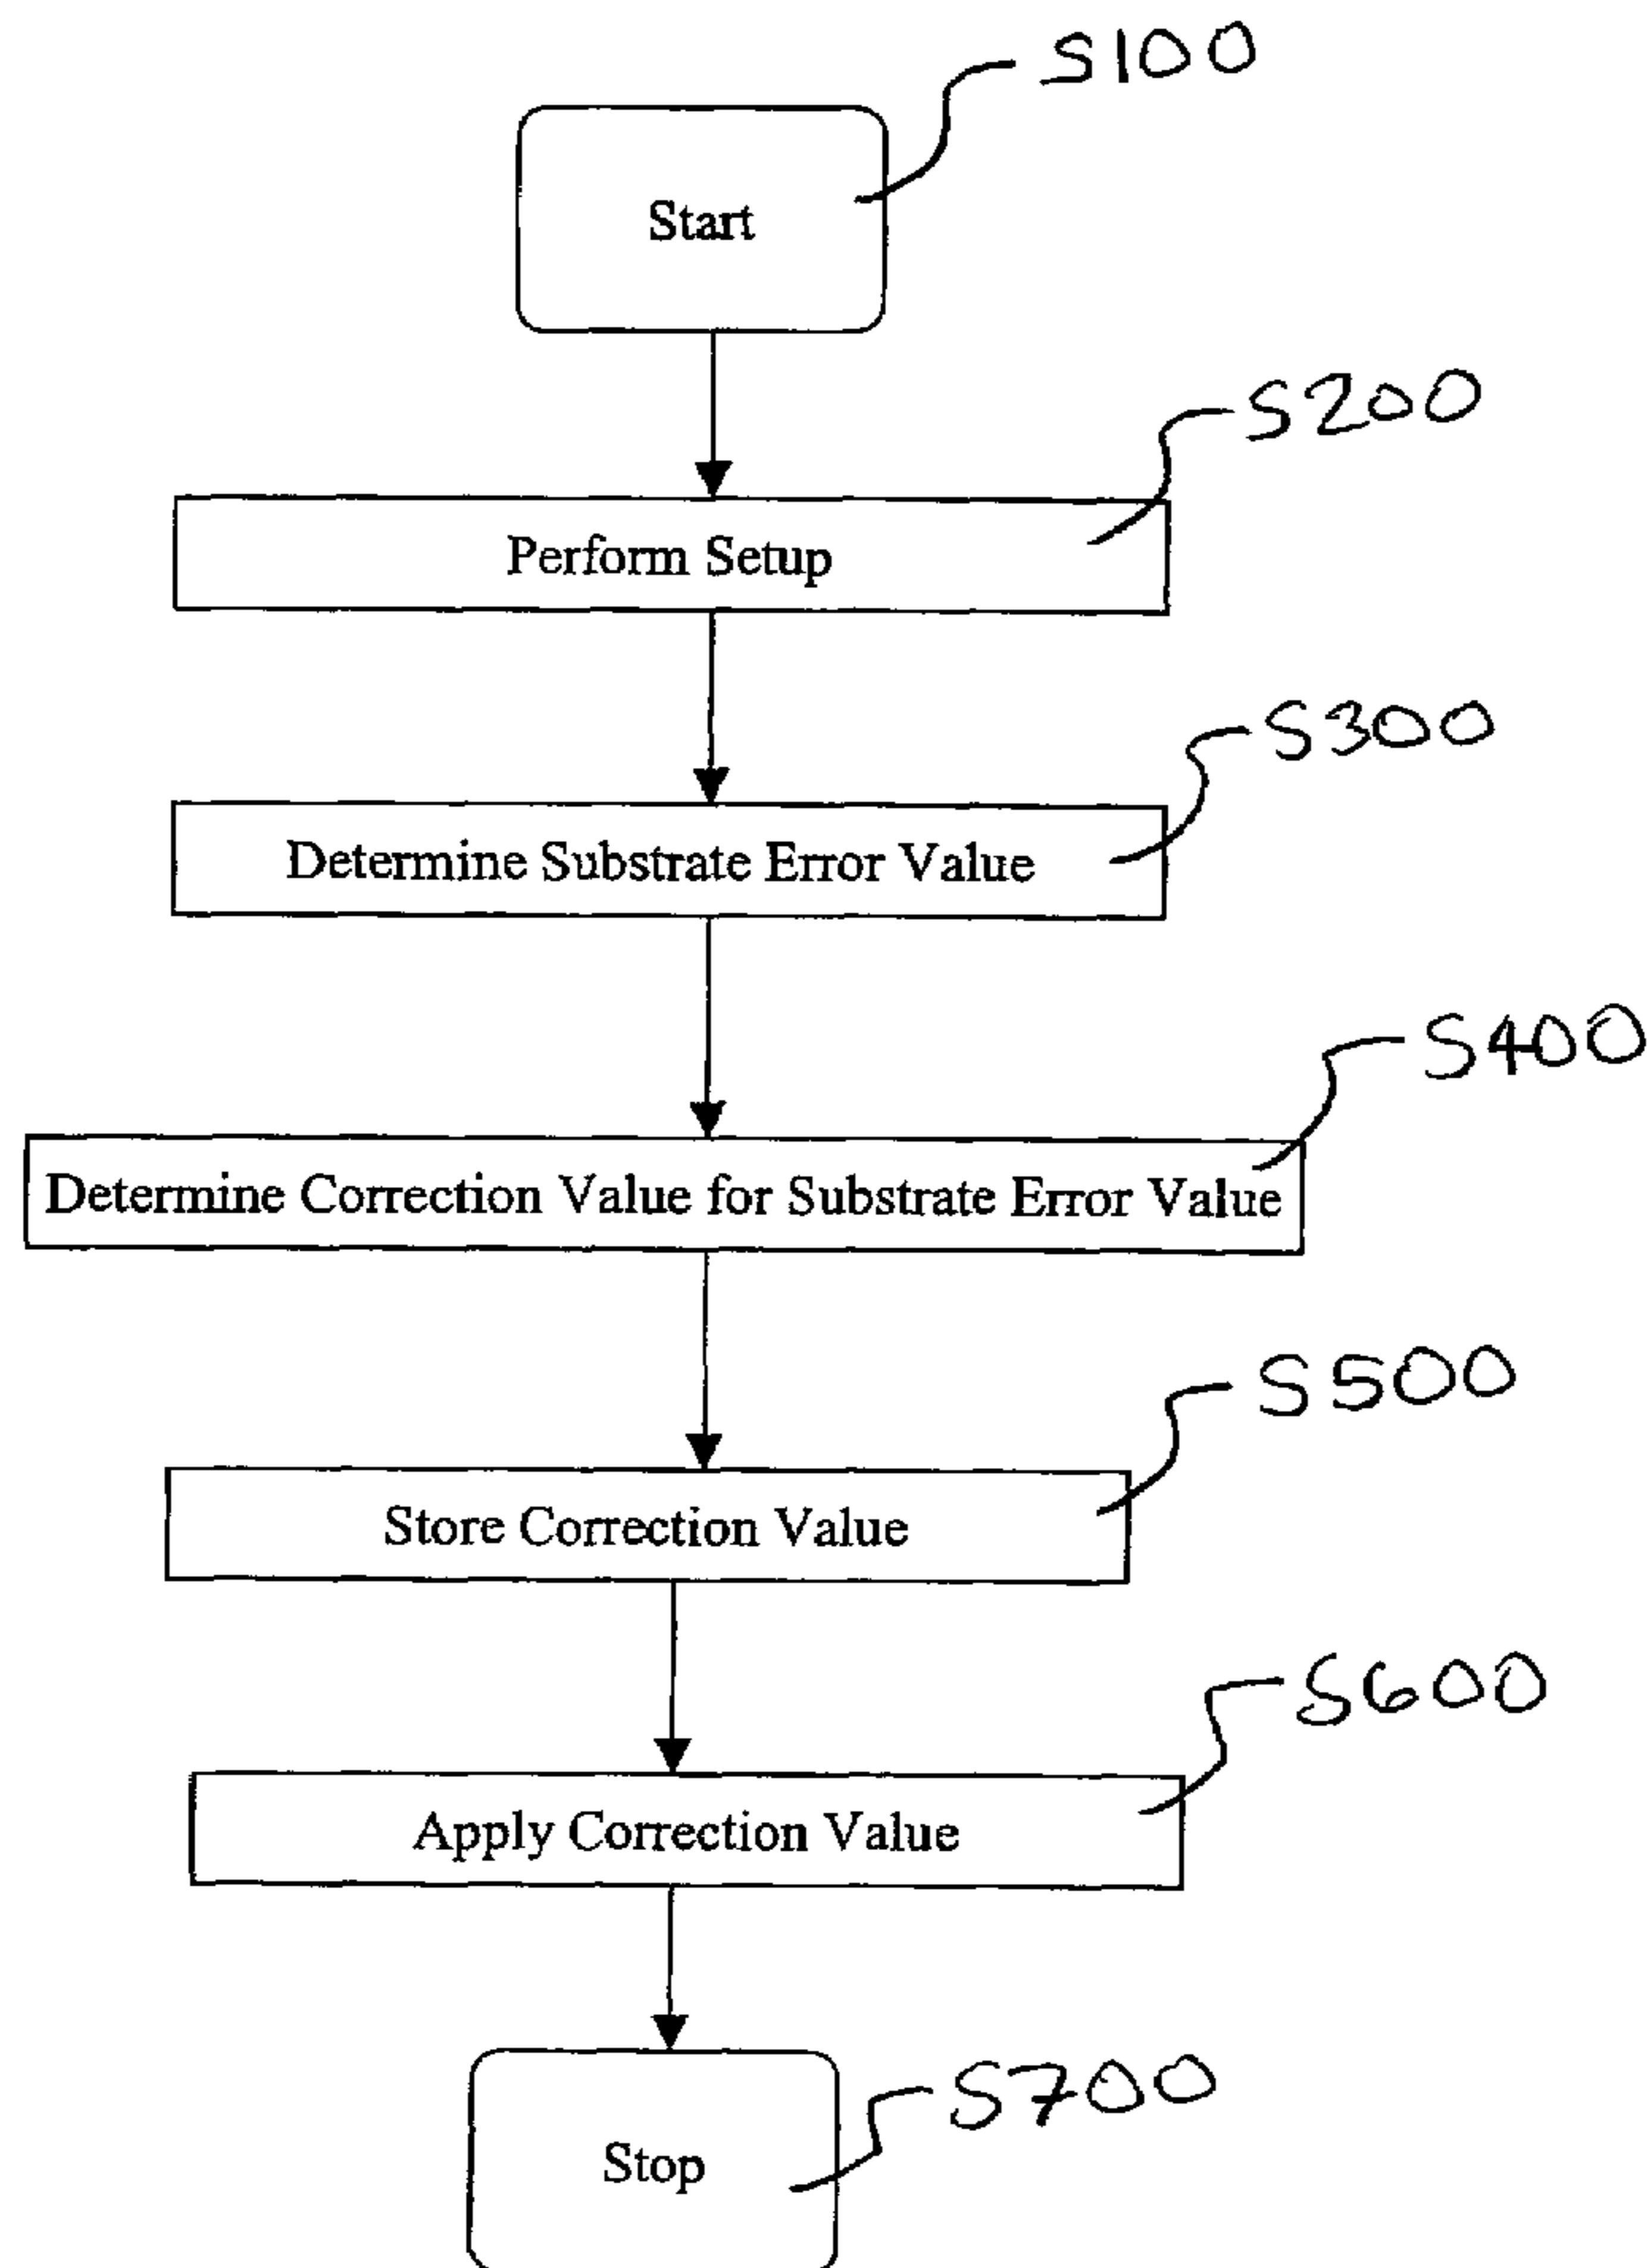 S100
Start
S200
Perform Setup
S300
Determine Substrate Error Value
S400
Determine Correction Value for Substrate Error Value
S500
Store Correction Value
S600
Apply Correction Value
S700
Stop